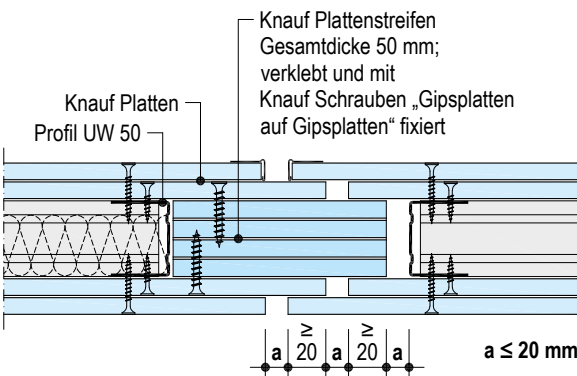 Knauf Plattenstreifen
Gesamtdicke 50 mm;
verklebt und mit
Knauf Schrauben „Gipsplatten
auf Gipsplatten“ fixiert
Knauf Platten
Profil UW 50
≥ ≥
a 20 a 20 a
a ≤ 20 mm